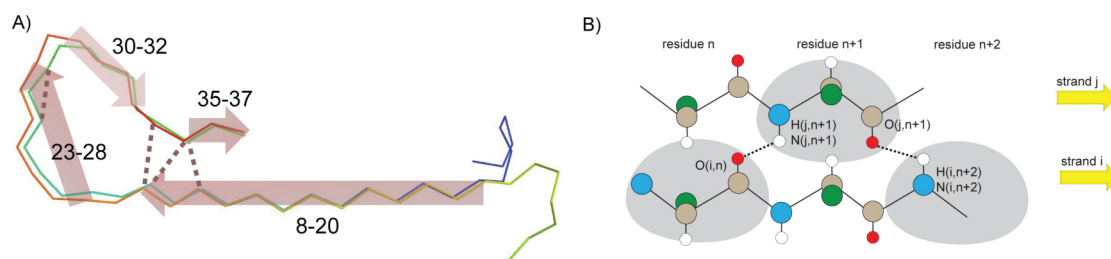 A)
30-32
35-37
23-28
8-20
B)
residue n
residue n+1
residue n+2
strand j
H(j,n+1)
N(j,n+1)
O(j,n+1)
O(i,n)
strand i
H(i,n+2)
N(i,n+2)